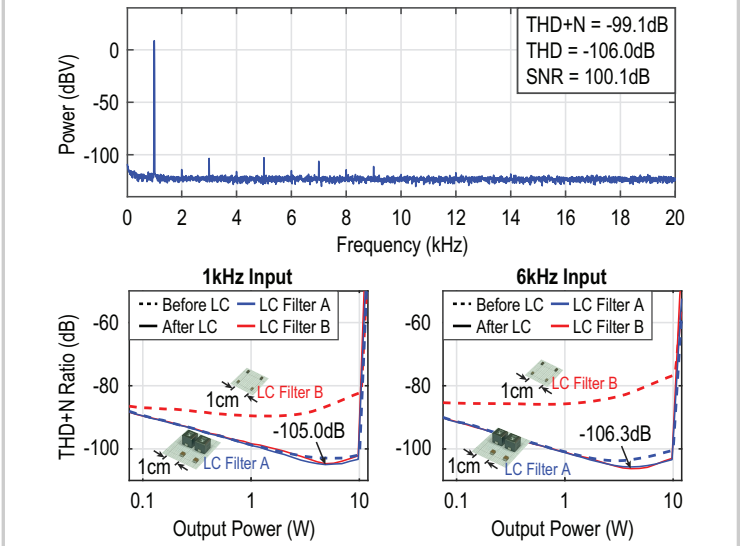 THD+N = -99.1dB
THD = -106.0dB
SNR = 100.1dB
Power (dBV)
0
-50
-100
0 2 4 6 8 10 12 14 16 18 20
Frequency (kHz)
1kHz Input
THD+N Ratio (dB)
-60
-80
-100
Before LC LC Filter A
After LC LC Filter B
1cm LC Filter B
-105.0dB
1cm LC Filter A
0.1 1 10
Output Power (W)
6kHz Input
-60
-80
-100
Before LC LC Filter A
After LC LC Filter B
1cm LC Filter B
-106.3dB
1cm LC Filter A
0.1 1 10
Output Power (W)